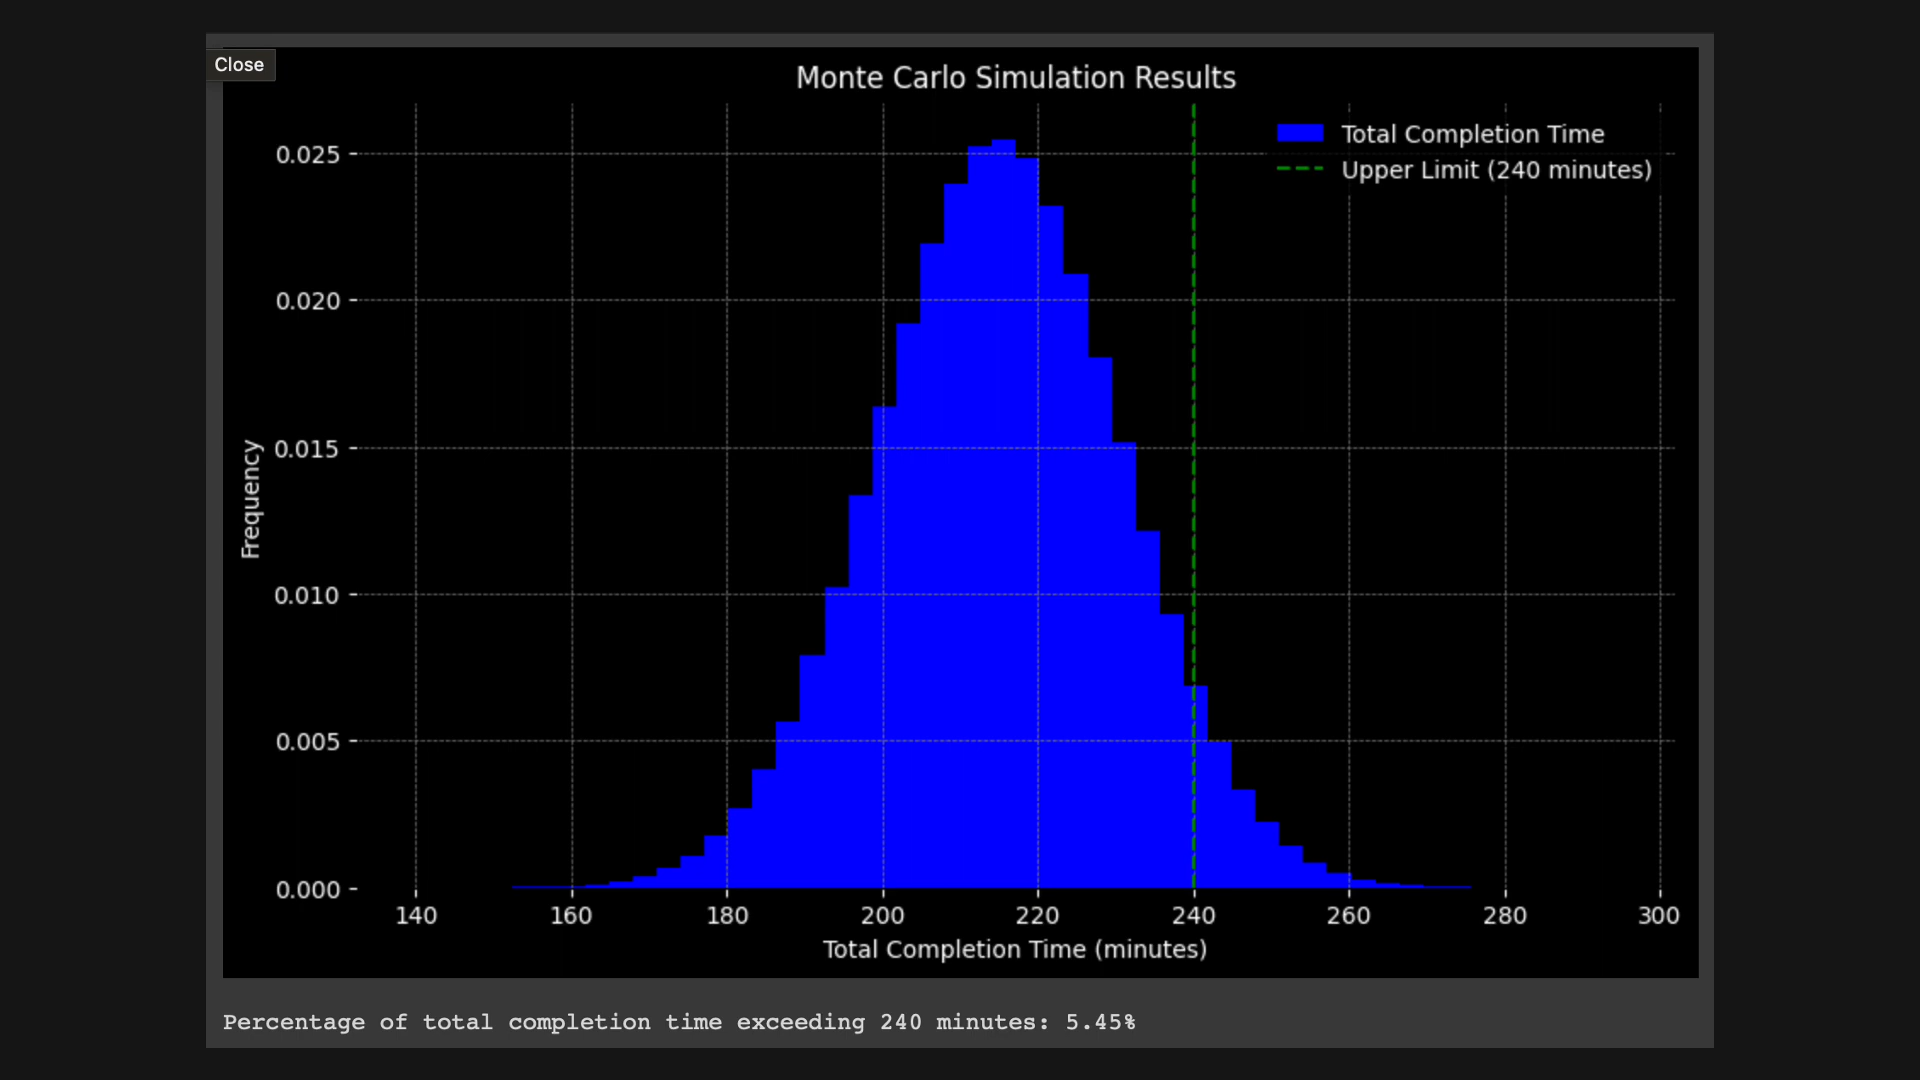 Close
Monte Carlo Simulation Results
Total Completion Time
Upper Limit (240 minutes)
0.025
0.020
0.015
0.010
0.005
0.000
Frequency
140 160 180 200 220 240 260 280 300
Total Completion Time (minutes)
Percentage of total completion time exceeding 240 minutes: 5.45%